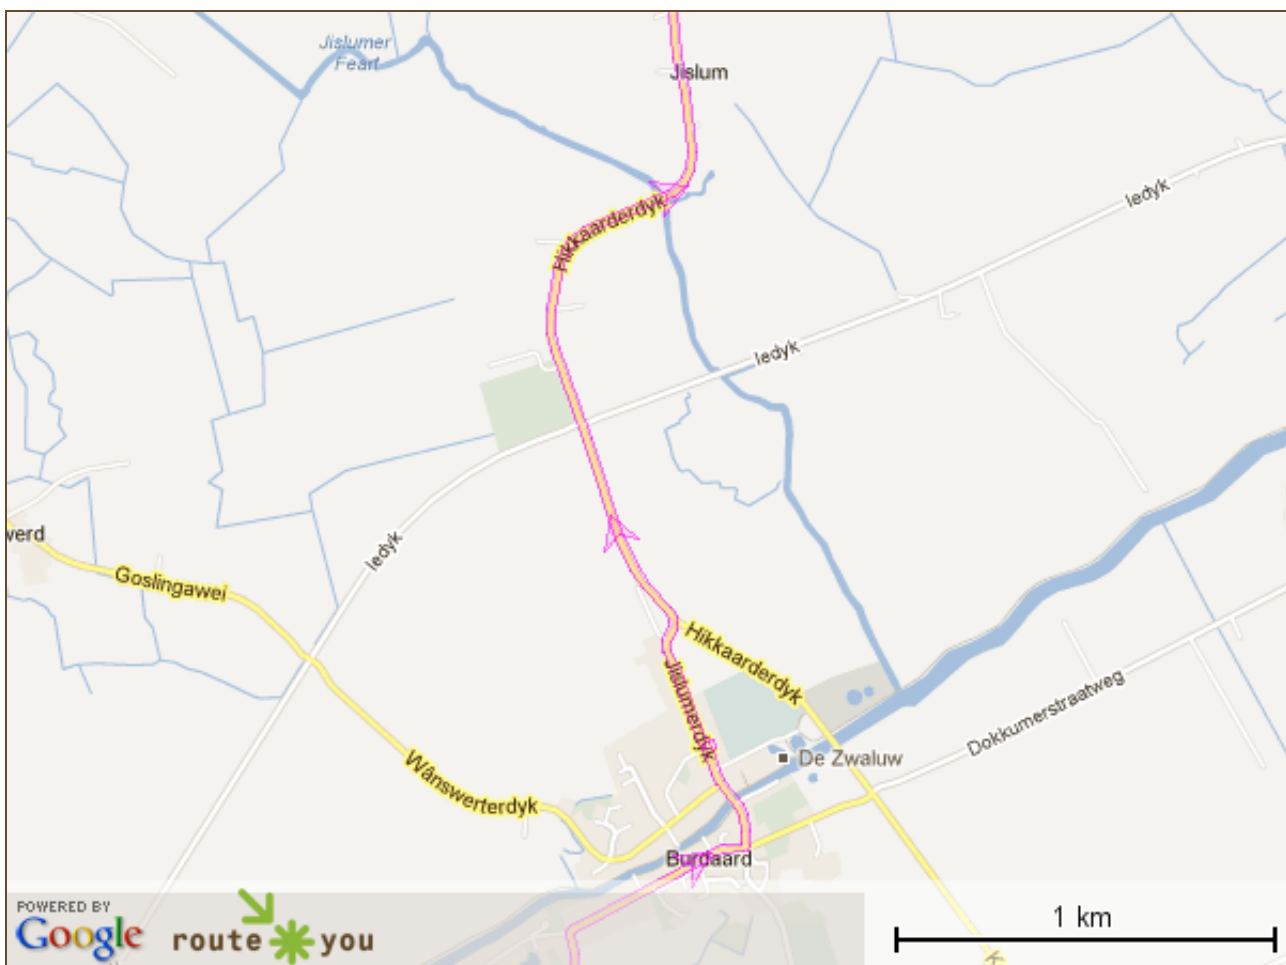 Jislumer
Feart
Jislum
Hikkaarderdyk
Iedyk
Iedyk
Iedyk
werd
Goslingawei
Hikkaarderdyk
Jislumerdyk
Dokkumerstraatweg
De Zwaluw
Wânswerterdyk
Burdaard
POWERED BY
Google
route you
1 km